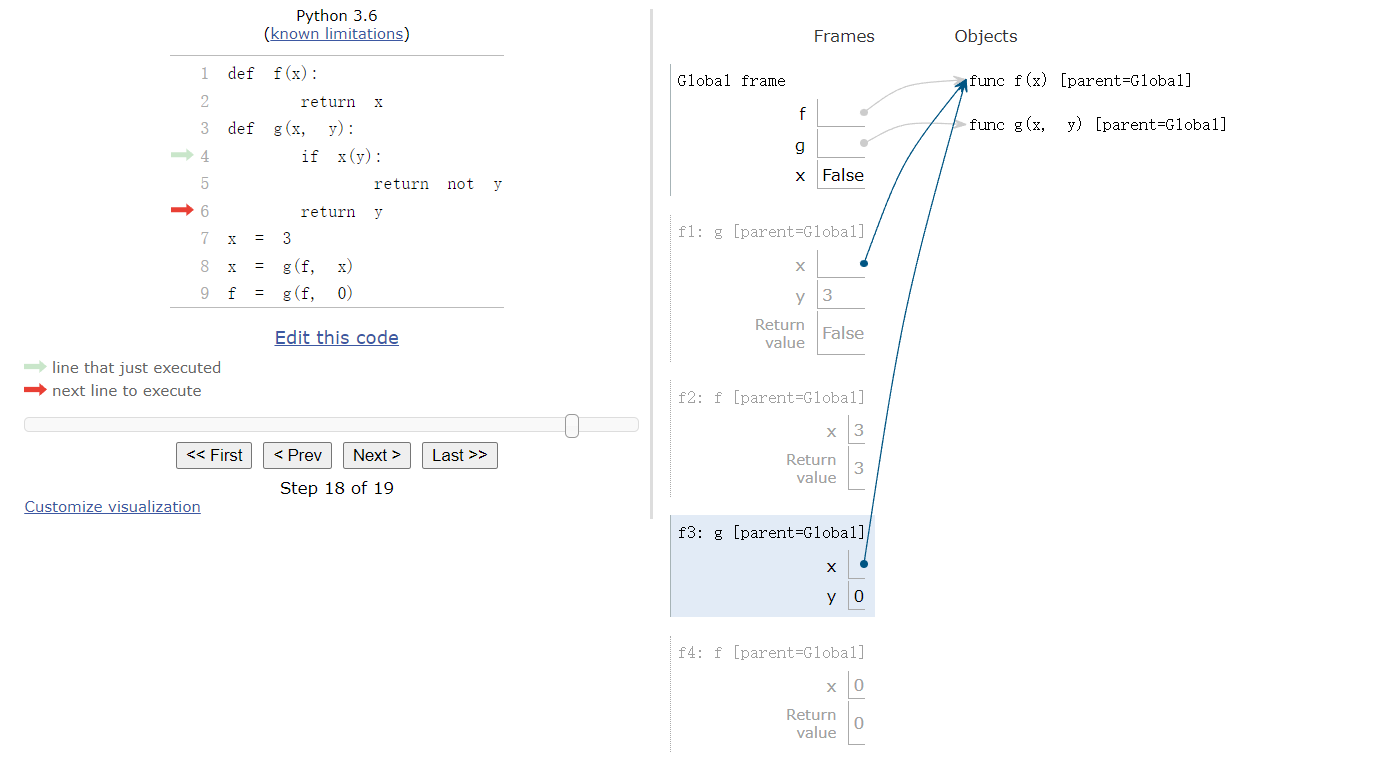 Python 3.6
(known limitations)
1 def f(x):
2 return x
3 def g(x, y):
4 if x(y):
5 return not y
6 return y
7 x = 3
8 x = g(f, x)
9 f = g(f, 0)
Edit this code
line that just executed
next line to execute
<< First < Prev Next > Last >>
Step 18 of 19
Customize visualization
Frames Objects
Global frame
f
g
x False
func f(x) [parent=Global]
func g(x, y) [parent=Global]
f1: g [parent=Global]
x
y 3
Return
value False
f2: f [parent=Global]
x 3
Return
value 3
f3: g [parent=Global]
x
y 0
f4: f [parent=Global]
x 0
Return
value 0